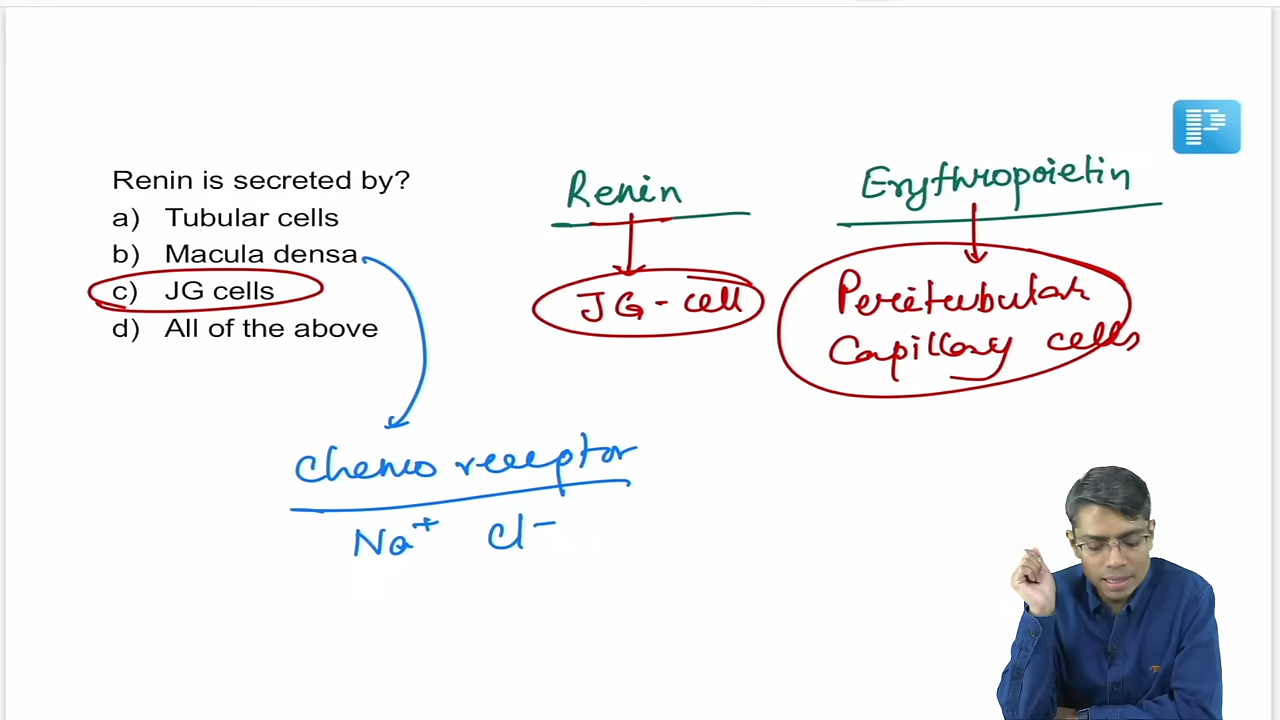 Renin is secreted by?
a) Tubular cells
b) Macula densa
c) JG cells
d) All of the above
Renin
JG-cell
Erythropoietin
Peritubular
Capillary cells
Chemo receptor
Na+ Cl-
P